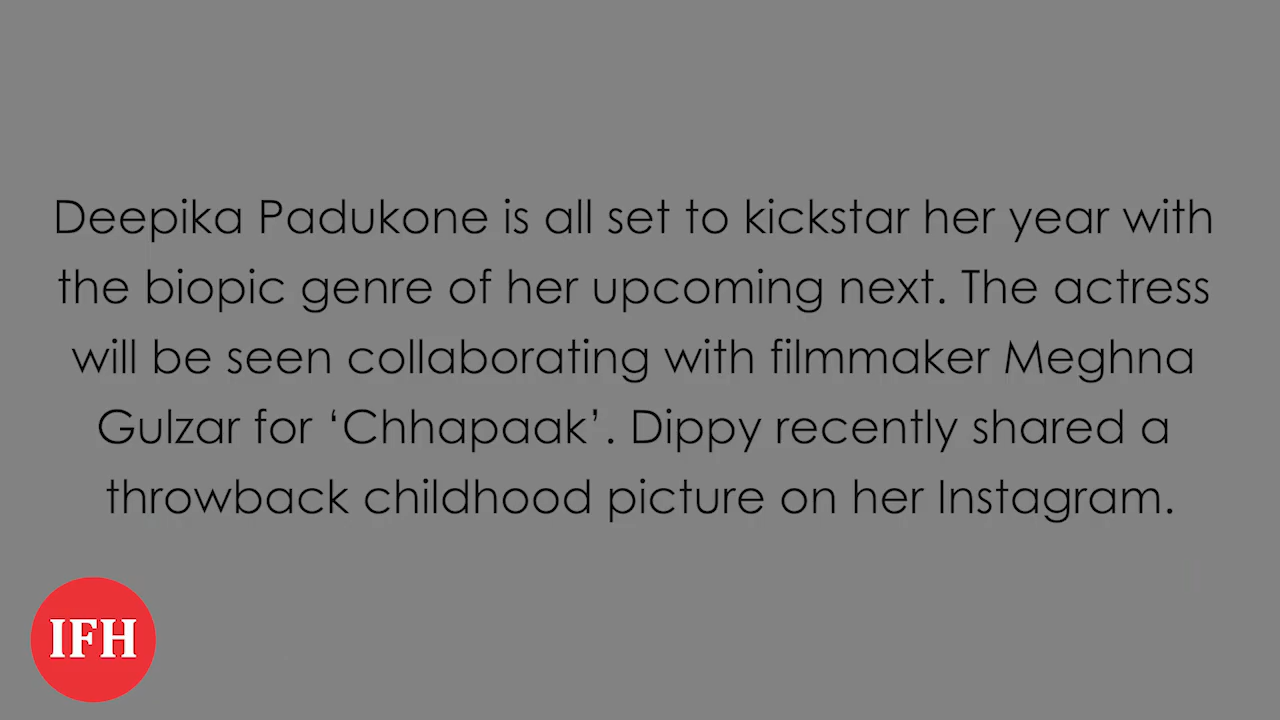 Deepika Padukone is all set to kickstar her year with
the biopic genre of her upcoming next. The actress
will be seen collaborating with filmmaker Meghna
Gulzar for ‘Chhapaak’. Dippy recently shared a
throwback childhood picture on her Instagram.
IFH